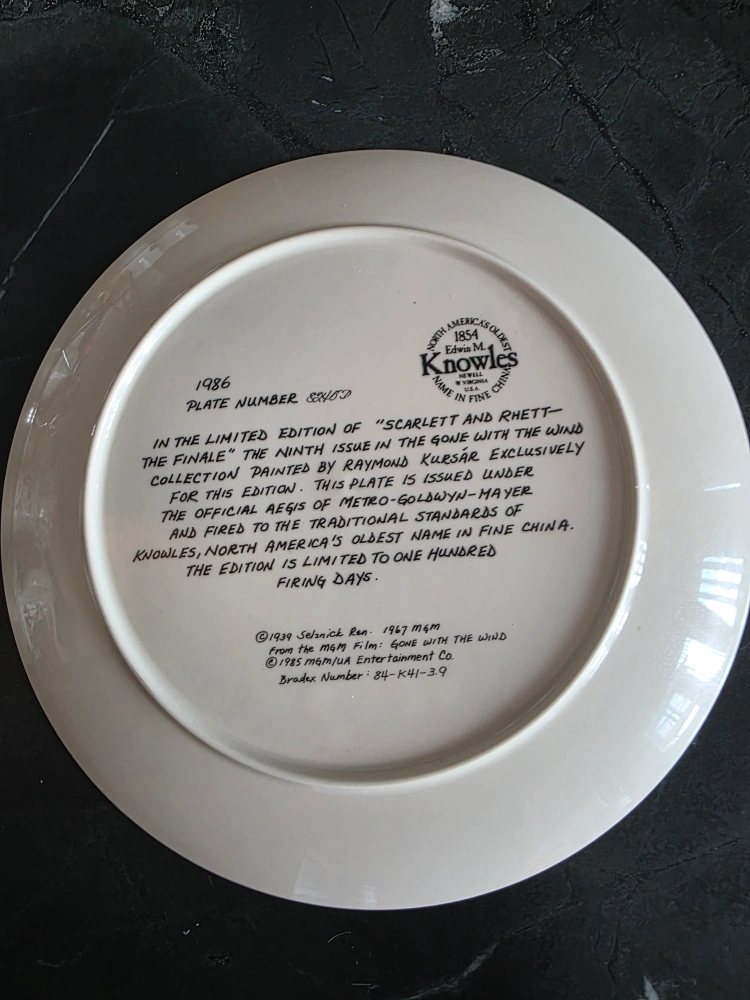 NORTH AMERICA'S OLDEST
1854
Edwin M.
Knowles
NEWELL
W. VIRGINIA
U.S.A.
NAME IN FINE CHINA
1986
PLATE NUMBER
IN THE LIMITED EDITION OF "SCARLETT AND RHETT—
THE FINALE" THE NINTH ISSUE IN THE GONE WITH THE WIND
COLLECTION PAINTED BY RAYMOND KURSÁR EXCLUSIVELY
FOR THIS EDITION. THIS PLATE IS ISSUED UNDER
THE OFFICIAL AEGIS OF METRO-GOLDWYN-MAYER
AND FIRED TO THE TRADITIONAL STANDARDS OF
KNOWLES, NORTH AMERICA'S OLDEST NAME IN FINE CHINA.
THE EDITION IS LIMITED TO ONE HUNDRED
FIRING DAYS.
©1939 Selznick Ren. 1967 MGM
From the MGM Film: GONE WITH THE WIND
©1985 MGM/UA Entertainment Co.
Bradex Number: 84-K41-3.9